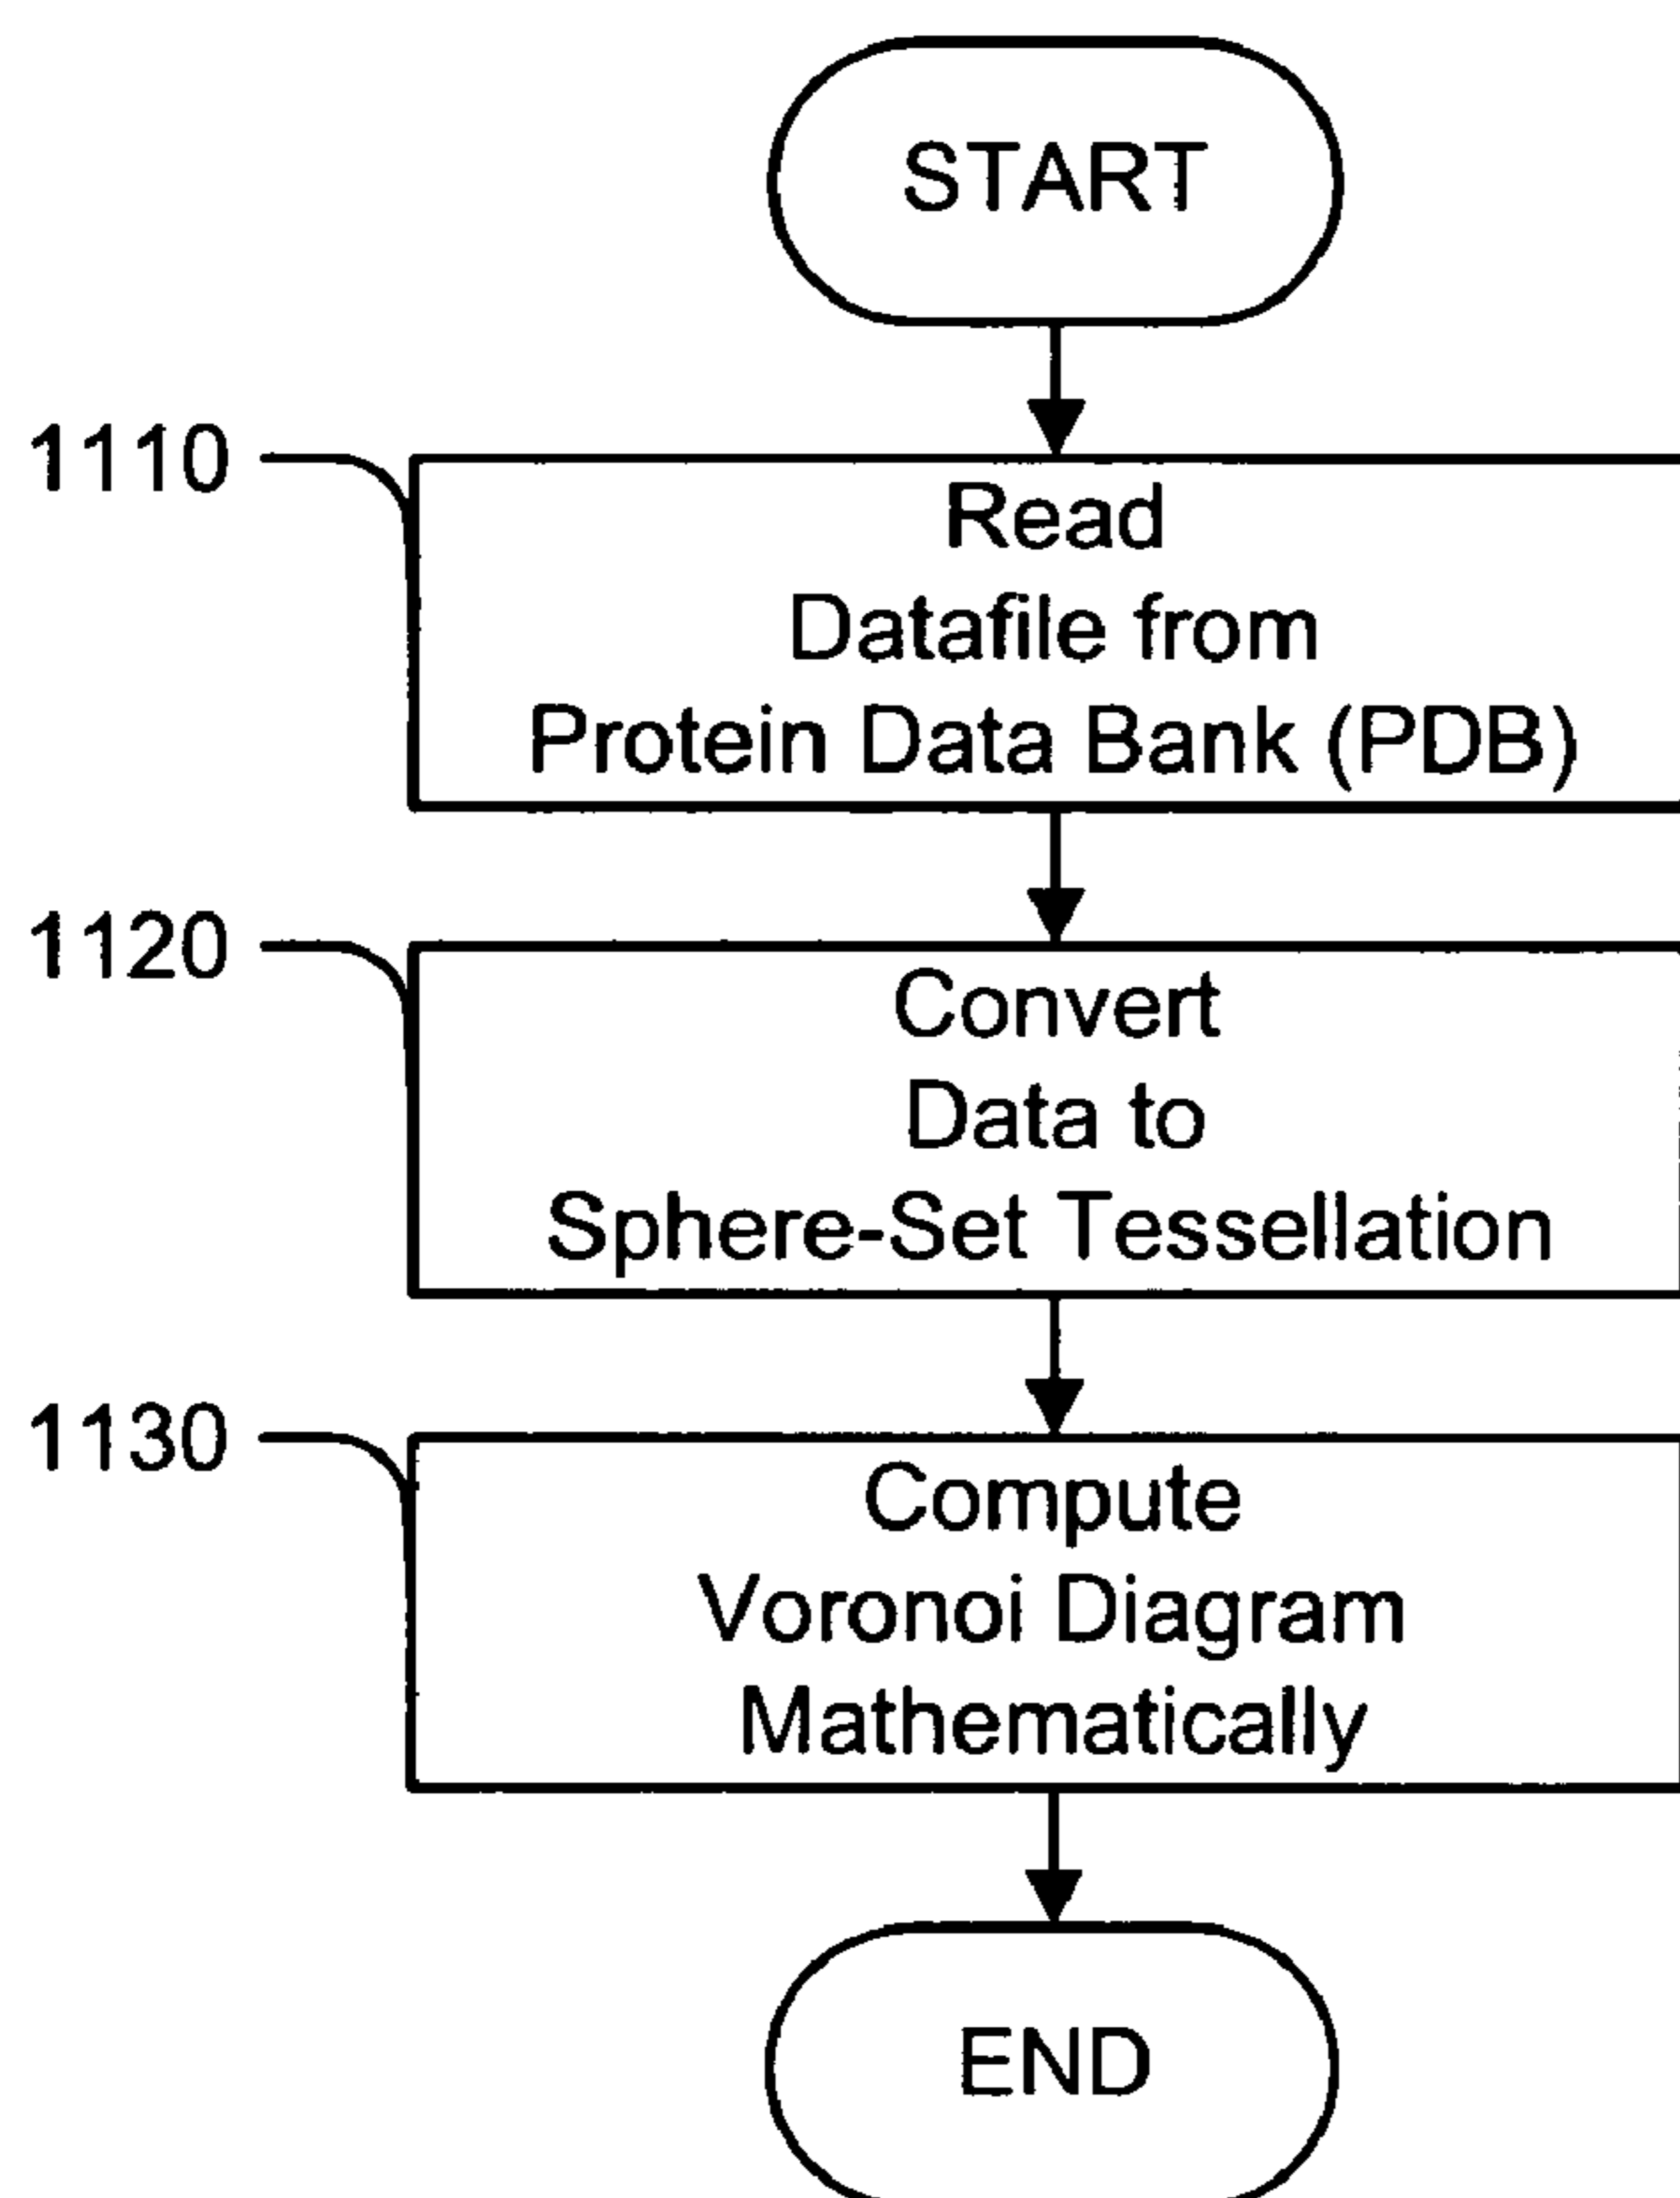 START
1110
Read
Datafile from
Protein Data Bank (PDB)
1120
Convert
Data to
Sphere-Set Tessellation
1130
Compute
Voronoi Diagram
Mathematically
END